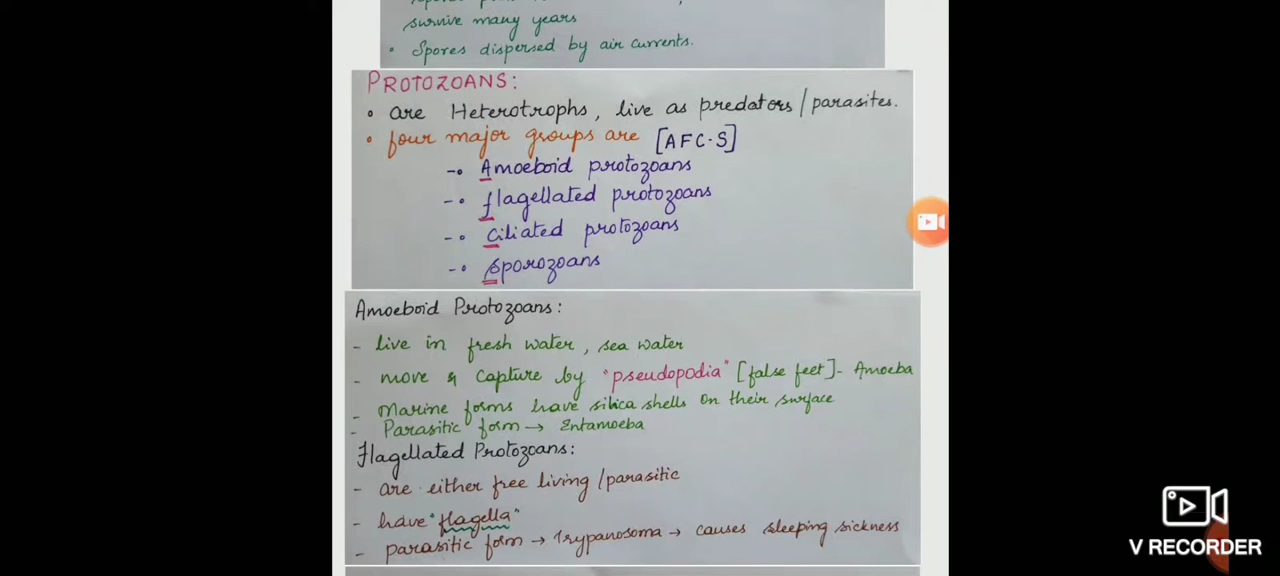 survive many years
• Spores dispersed by air currents.
PROTOZOANS:
• are Heterotrophs, live as predators/parasites.
• four major groups are [AFC.S]
-• Amoeboid protozoans
-• flagellated protozoans
-• Ciliated protozoans
-• Sporozoans
Amoeboid Protozoans:
- live in fresh water, sea water
- move & capture by "pseudopodia" [false feet]- Amoeba
- Marine forms have silica shells on their surface
- Parasitic form → Entamoeba
Flagellated Protozoans:
- are either free living/parasitic
- have "flagella"
- parasitic form → Trypanosoma → causes sleeping sickness
V RECORDER